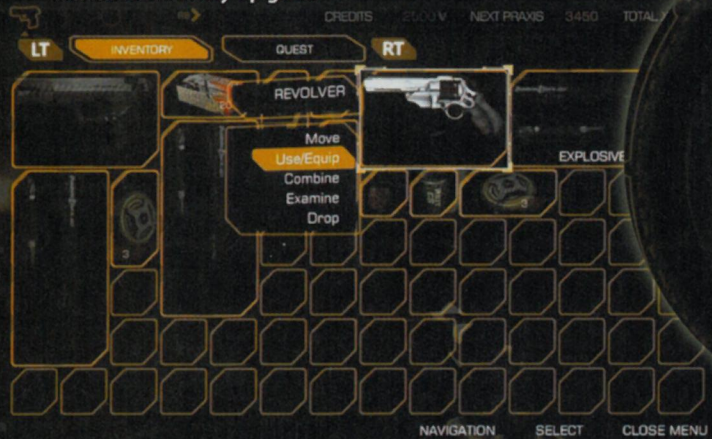 CREDITS NEXT PRAXIS 3450 TOTAL
LT INVENTORY QUEST RT
REVOLVER
Move
Use/Equip
Combine
Examine
Drop
EXPLOSIVE
3
3
NAVIGATION SELECT CLOSE MENU